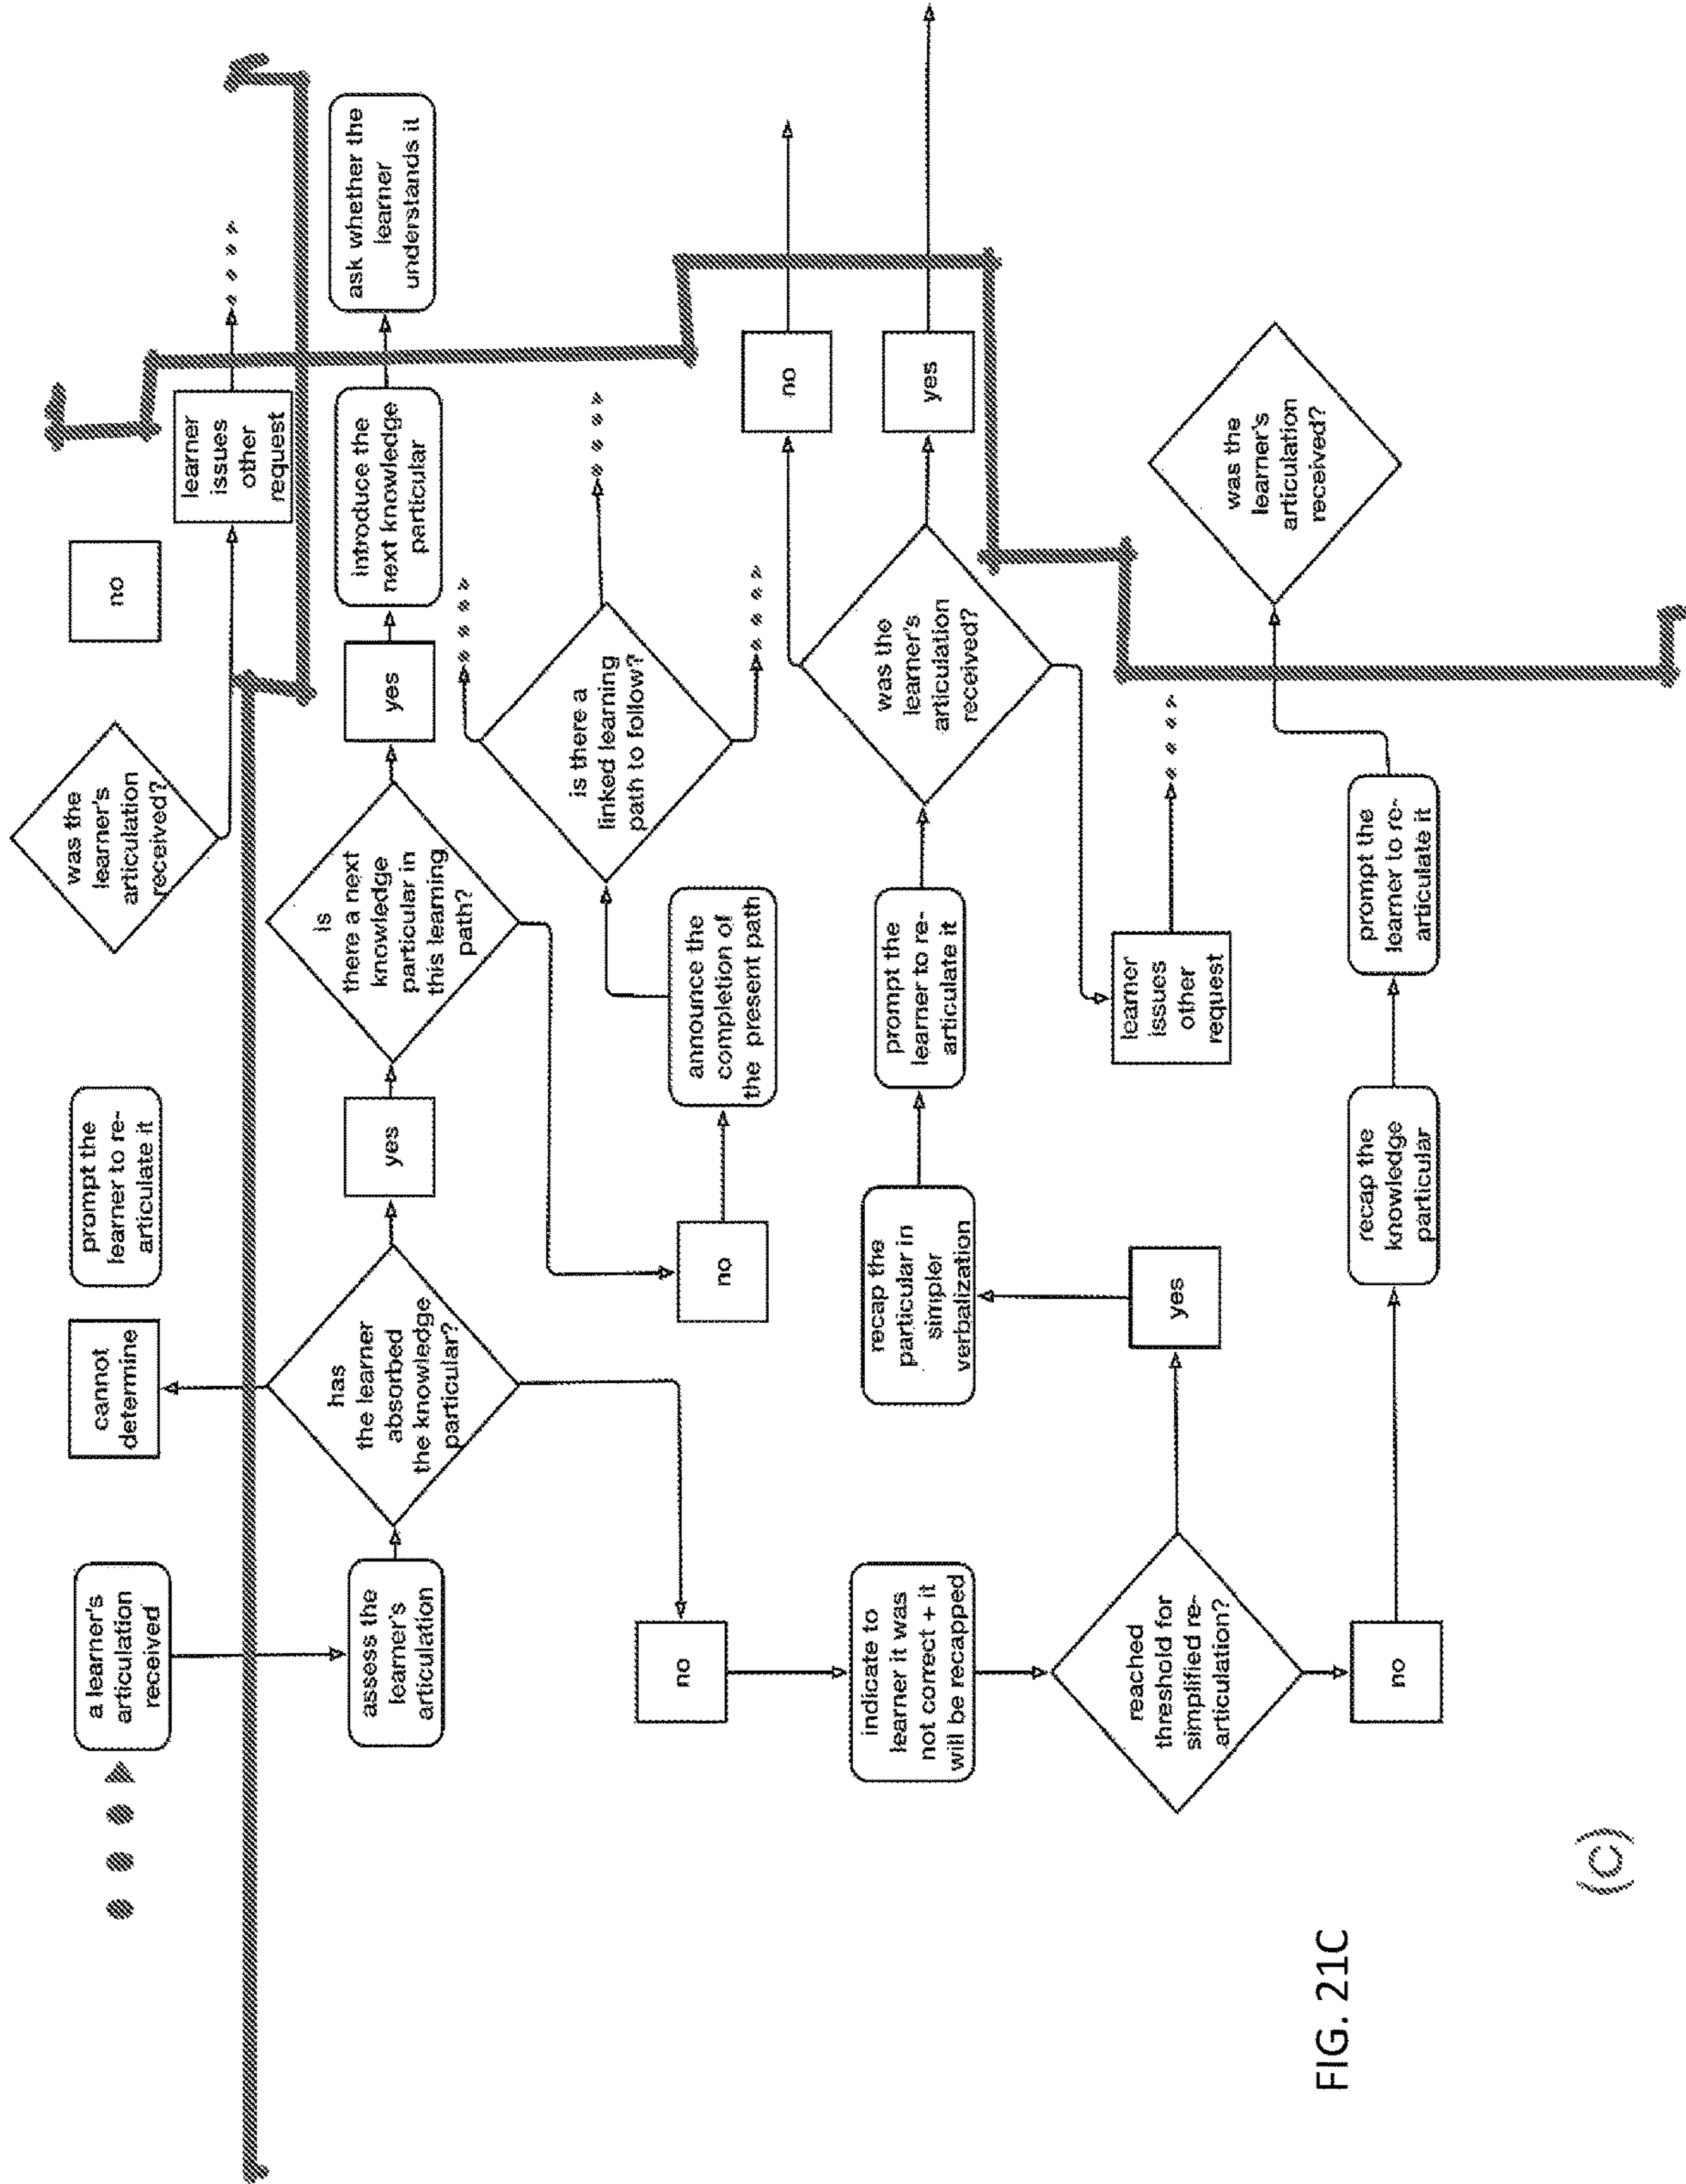 a learner's
articulation
received
cannot
determine
prompt the
learner to re-
articulate it
was the
learner's
articulation
received?
no
learner
issues
other
request
assess the
learner's
articulation
has
the learner
absorbed
the knowledge
particular?
yes
is
there a next
knowledge
particular in
this learning
path?
yes
introduce the
next knowledge
particular
ask whether the
learner
understands it
no
no
announce the
completion of
the present path
is there a
linked learning
path to follow?
indicate to
learner it was
not correct + it
will be recapped
recap the
particular in
simpler
verbalization
prompt the
learner to re-
articulate it
was the
learner's
articulation
received?
no
yes
reached
threshold for
simplified re-
articulation?
yes
learner
issues
other
request
no
recap the
knowledge
particular
prompt the
learner to re-
articulate it
was the
learner's
articulation
received?
FIG. 21C
(C)